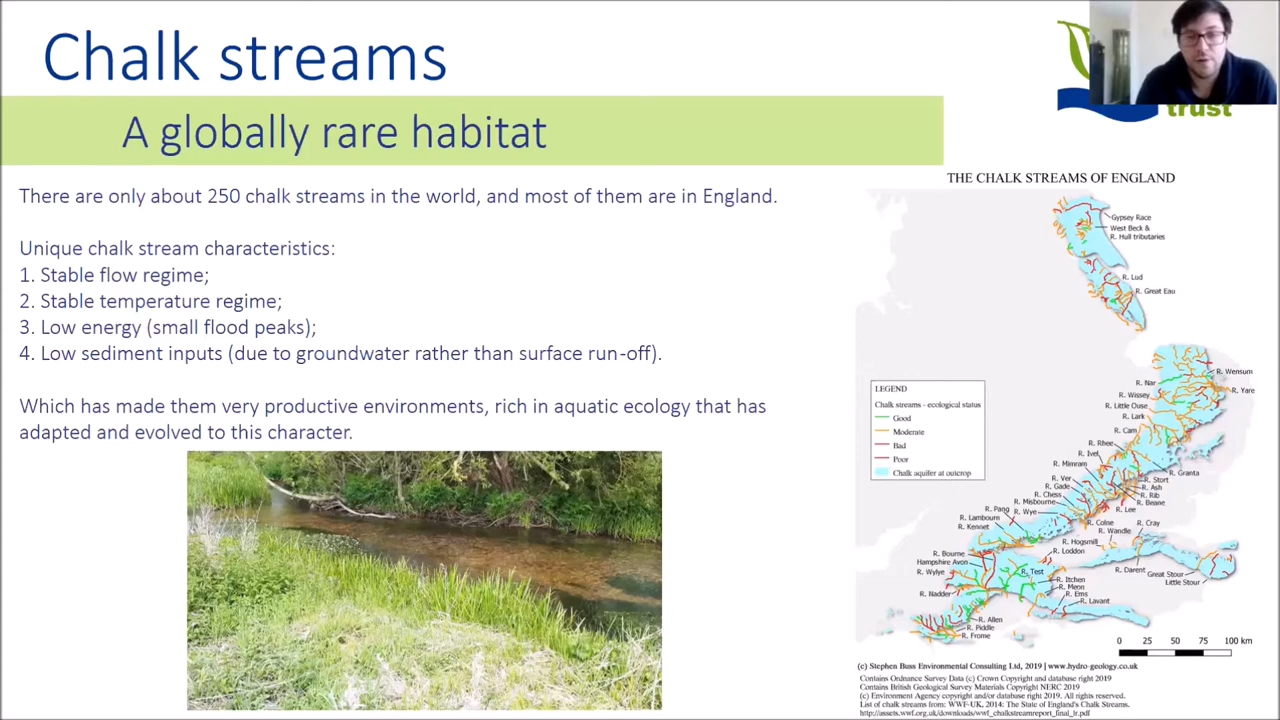 Chalk streams
A globally rare habitat
trust
There are only about 250 chalk streams in the world, and most of them are in England.
Unique chalk stream characteristics:
1. Stable flow regime;
2. Stable temperature regime;
3. Low energy (small flood peaks);
4. Low sediment inputs (due to groundwater rather than surface run-off).
Which has made them very productive environments, rich in aquatic ecology that has
adapted and evolved to this character.
THE CHALK STREAMS OF ENGLAND
Gypsey Race
West Beck &
R. Hull tributaries
R. Lud
R. Great Eau
R. Wensum
R. Nar
R. Yare
R. Wissey
R. Little Ouse
R. Lark
R. Cam
R. Rhee
R. Ivel
R. Mimram
R. Granta
R. Ver
R. Stort
R. Gade
R. Ash
R. Chess
R. Rib
R. Misbourne
R. Beane
R. Pang
R. Wye
R. Lee
R. Lambourn
R. Colne
R. Cray
R. Kennet
R. Wandle
R. Hogsmill
R. Loddon
R. Bourne
Hampshire Avon
R. Wylye
R. Test
R. Darent
Great Stour
Little Stour
R. Itchen
R. Meon
R. Nadder
R. Ems
R. Lavant
R. Allen
R. Piddle
R. Frome
LEGEND
Chalk streams - ecological status
Good
Moderate
Bad
Poor
Chalk aquifer at outcrop
0 25 50 75 100 km
(c) Stephen Buss Environmental Consulting Ltd, 2019 | www.hydro-geology.co.uk
Contains Ordnance Survey Data (c) Crown Copyright and database right 2019
Contains British Geological Survey Materials Copyright NERC 2019
(c) Environment Agency copyright and/or database right 2019. All rights reserved.
List of chalk streams from: WWF-UK, 2014: The State of England's Chalk Streams.
http://assets.wwf.org.uk/downloads/wwf_chalkstreamreport_final_lr.pdf